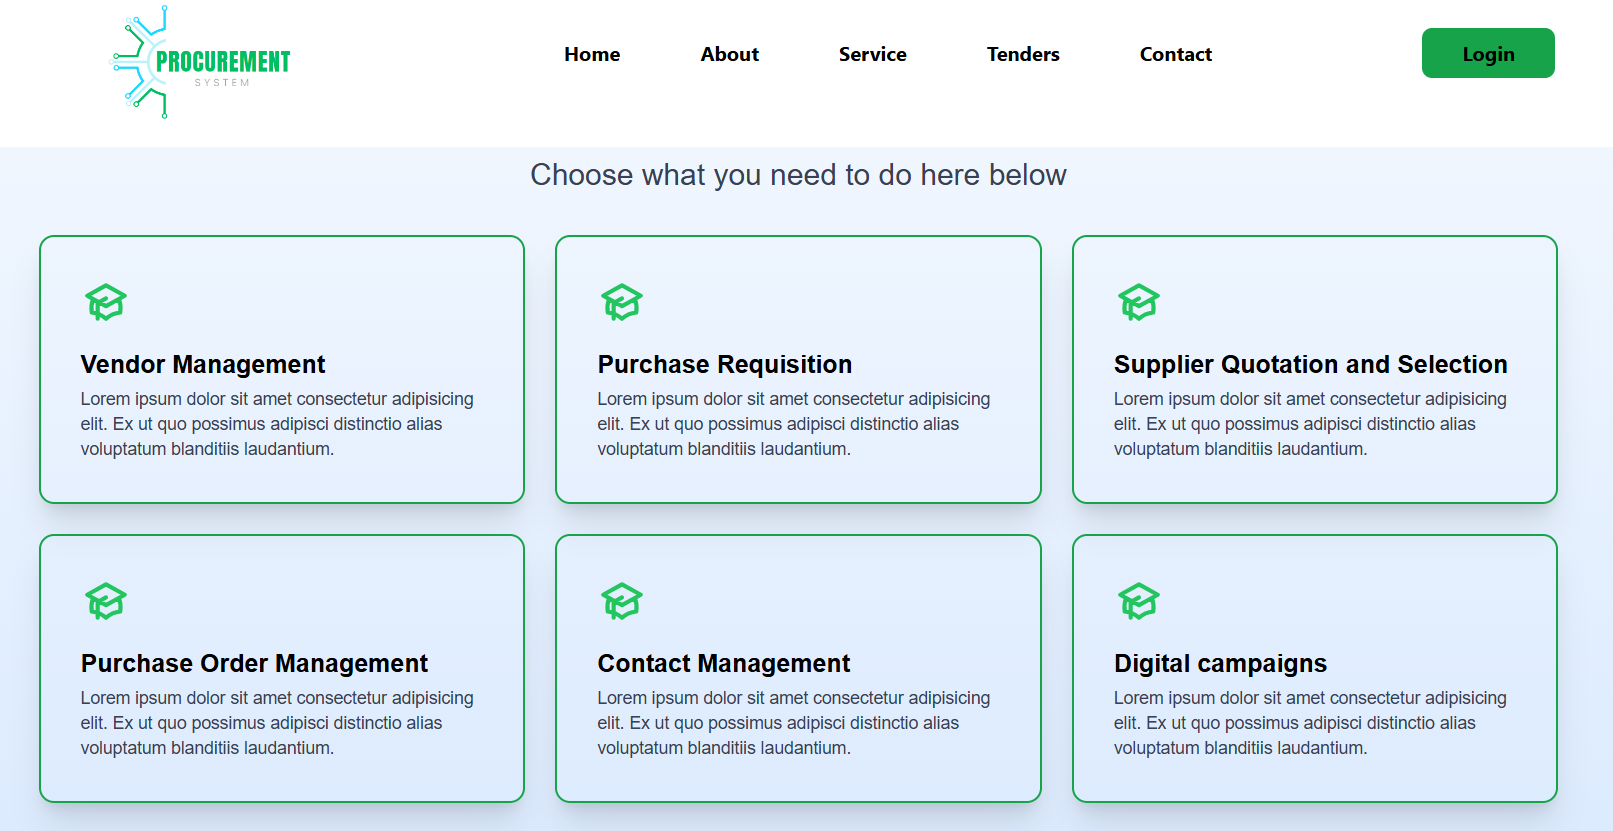 PROCUREMENT
SYSTEM
Home About Service Tenders Contact Login
Choose what you need to do here below
Vendor Management
Lorem ipsum dolor sit amet consectetur adipisicing
elit. Ex ut quo possimus adipisci distinctio alias
voluptatum blanditiis laudantium.
Purchase Requisition
Lorem ipsum dolor sit amet consectetur adipisicing
elit. Ex ut quo possimus adipisci distinctio alias
voluptatum blanditiis laudantium.
Supplier Quotation and Selection
Lorem ipsum dolor sit amet consectetur adipisicing
elit. Ex ut quo possimus adipisci distinctio alias
voluptatum blanditiis laudantium.
Purchase Order Management
Lorem ipsum dolor sit amet consectetur adipisicing
elit. Ex ut quo possimus adipisci distinctio alias
voluptatum blanditiis laudantium.
Contact Management
Lorem ipsum dolor sit amet consectetur adipisicing
elit. Ex ut quo possimus adipisci distinctio alias
voluptatum blanditiis laudantium.
Digital campaigns
Lorem ipsum dolor sit amet consectetur adipisicing
elit. Ex ut quo possimus adipisci distinctio alias
voluptatum blanditiis laudantium.